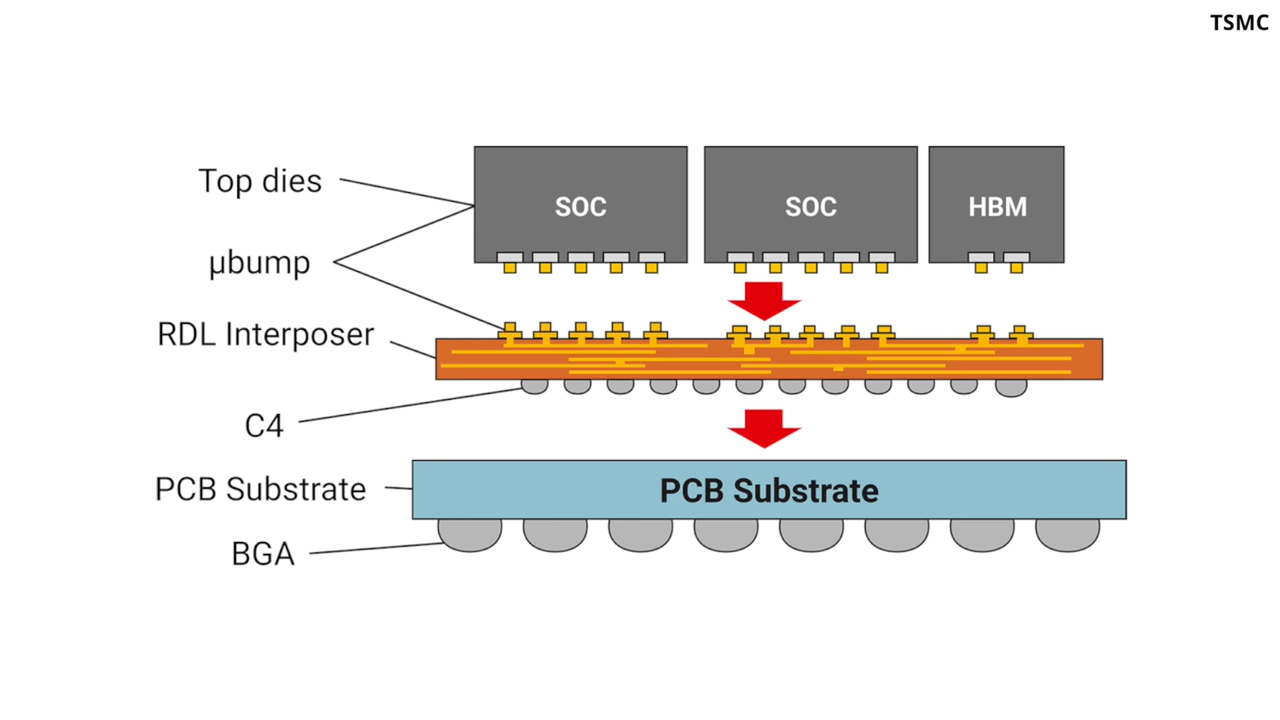 TSMC
Top dies
SOC
SOC
HBM
µbump
RDL Interposer
C4
PCB Substrate
PCB Substrate
BGA